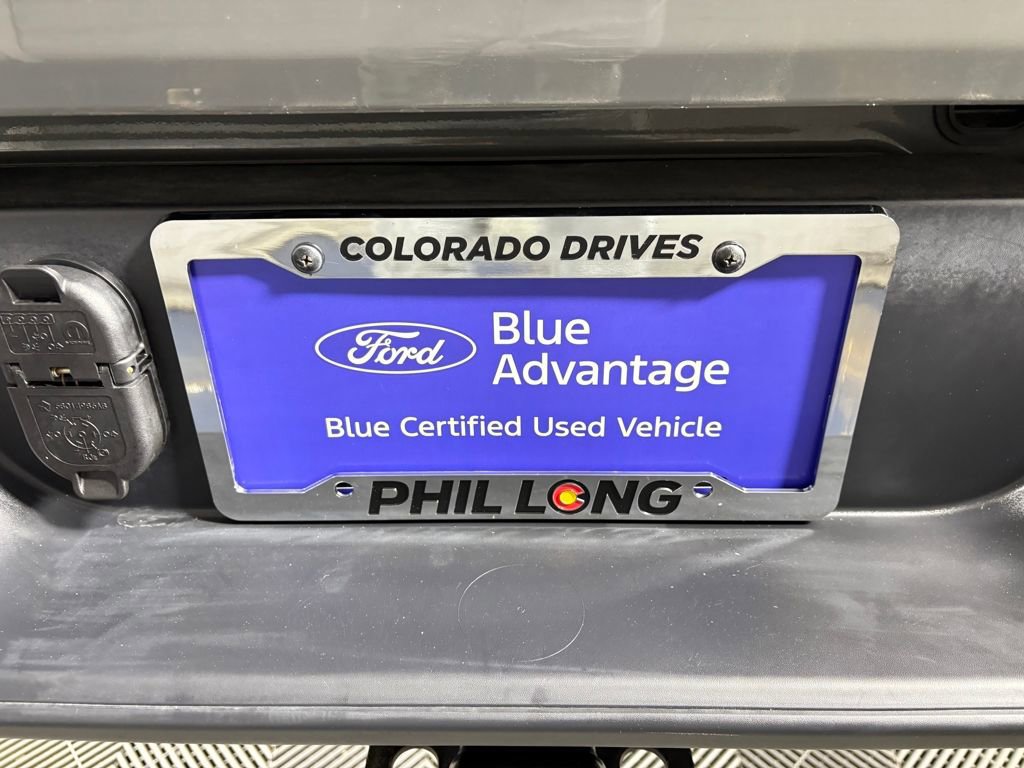 COLORADO DRIVES
Ford
Blue
Advantage
Blue Certified Used Vehicle
PHIL LONG